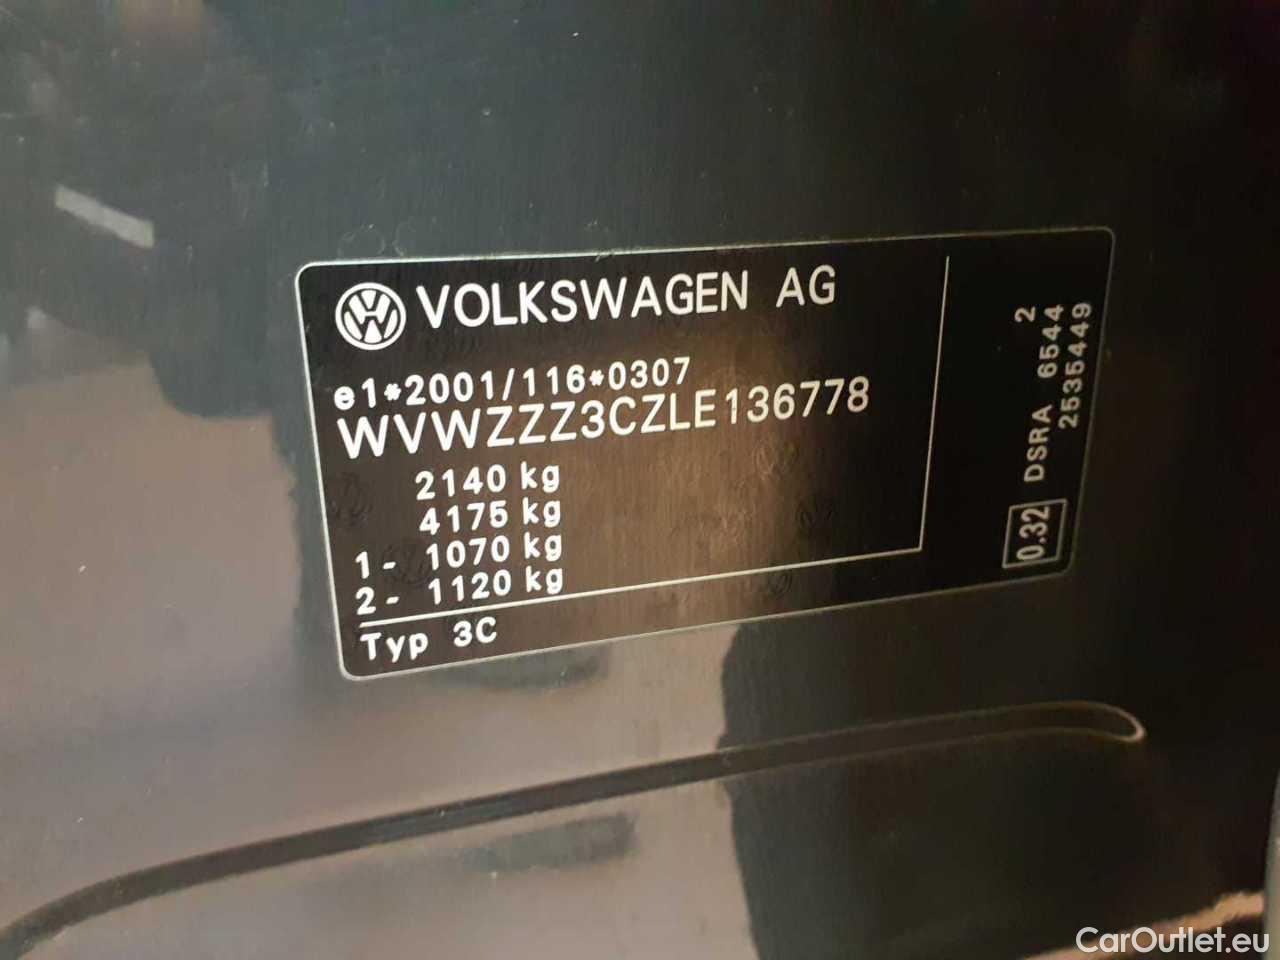 VOLKSWAGEN AG
e1*2001/116*0307
WVWZZZ3CZLE136778
2140 kg
4175 kg
1- 1070 kg
2- 1120 kg
Typ 3C
0.32 DSRA 6544 2
2535449
CarOutlet.eu